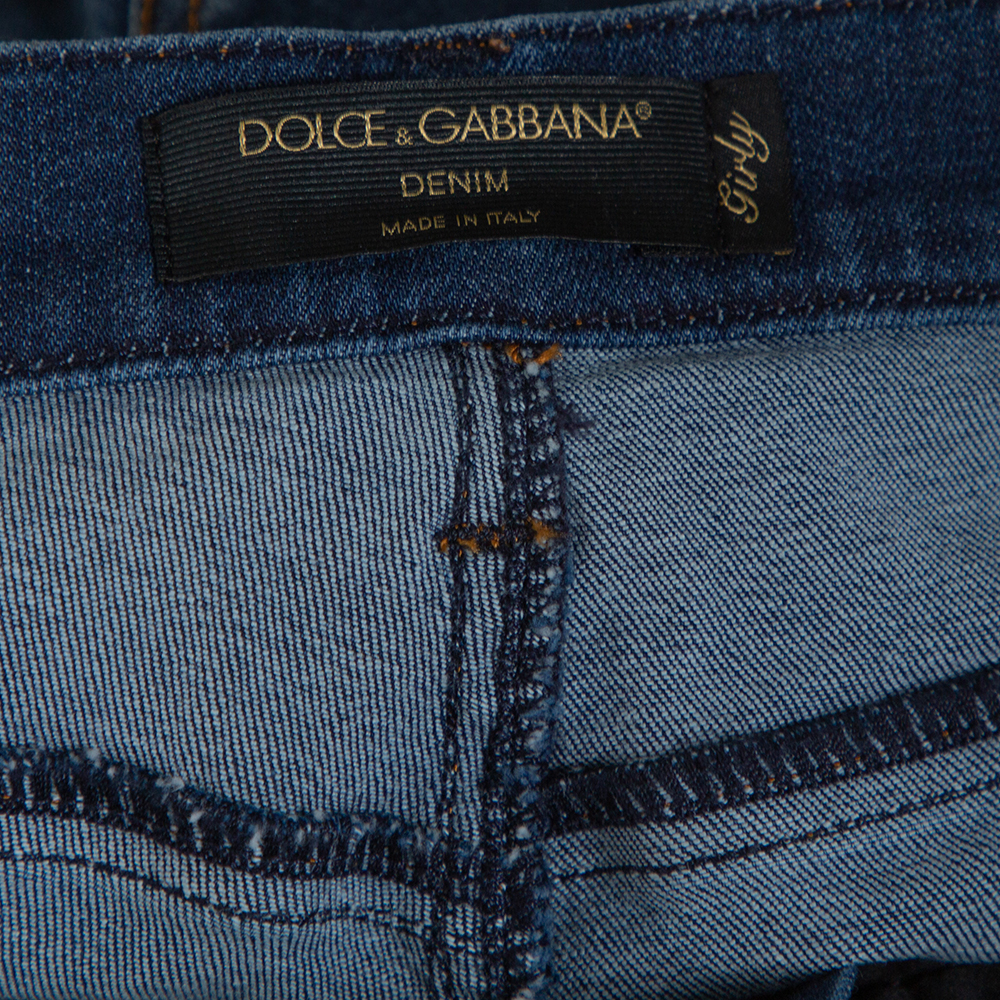 DOLCE & GABBANA®
DENIM
MADE IN ITALY
Girly